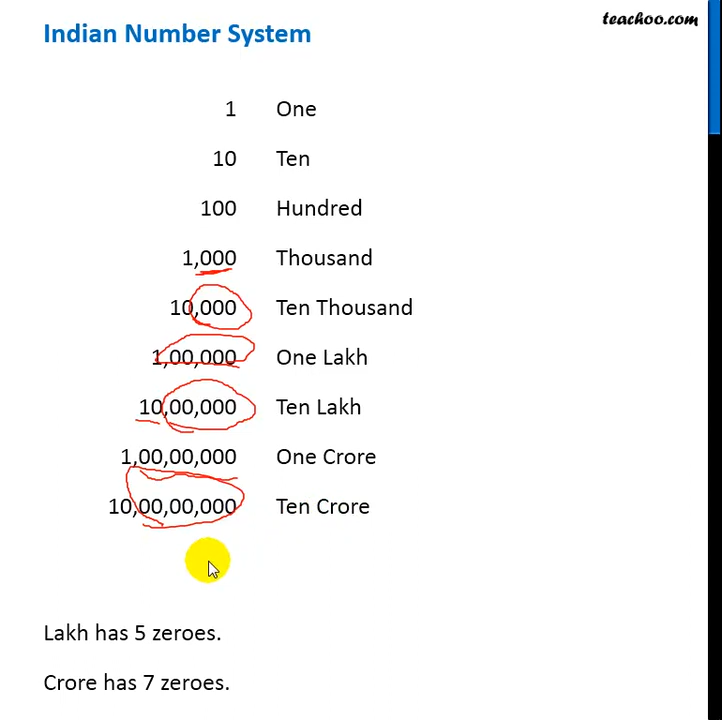 teachoo.com
Indian Number System
1 One
10 Ten
100 Hundred
1,000 Thousand
10,000 Ten Thousand
1,00,000 One Lakh
10,00,000 Ten Lakh
1,00,00,000 One Crore
10,00,00,000 Ten Crore
Lakh has 5 zeroes.
Crore has 7 zeroes.